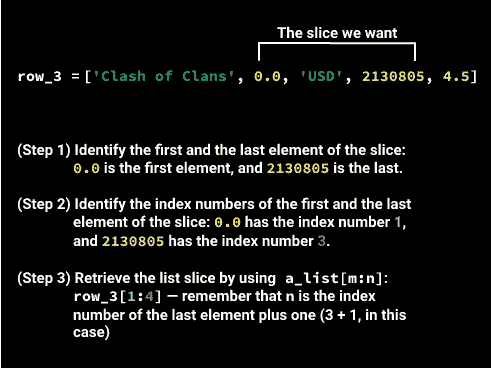 The slice we want
row_3 = ['Clash of Clans', 0.0, 'USD', 2130805, 4.5]
(Step 1) Identify the first and the last element of the slice:
0.0 is the first element, and 2130805 is the last.
(Step 2) Identify the index numbers of the first and the last
element of the slice: 0.0 has the index number 1,
and 2130805 has the index number 3.
(Step 3) Retrieve the list slice by using a_list[m:n]:
row_3[1:4] — remember that n is the index
number of the last element plus one (3 + 1, in this
case)